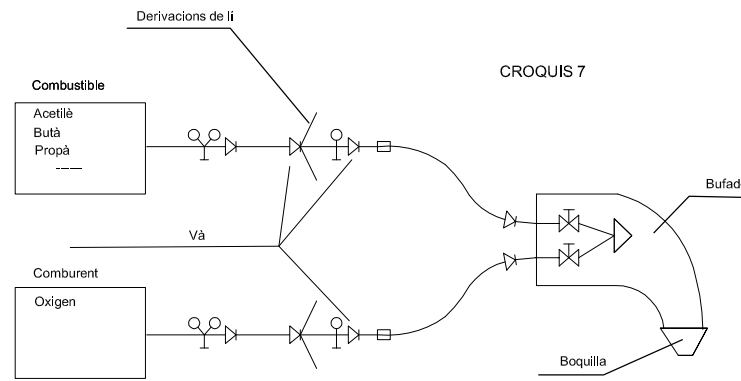 Derivacions de lí
CROQUIS 7
Combustible
Acetilè
Butà
Propà
Bufad
Và
Comburent
Oxigen
Boquilla